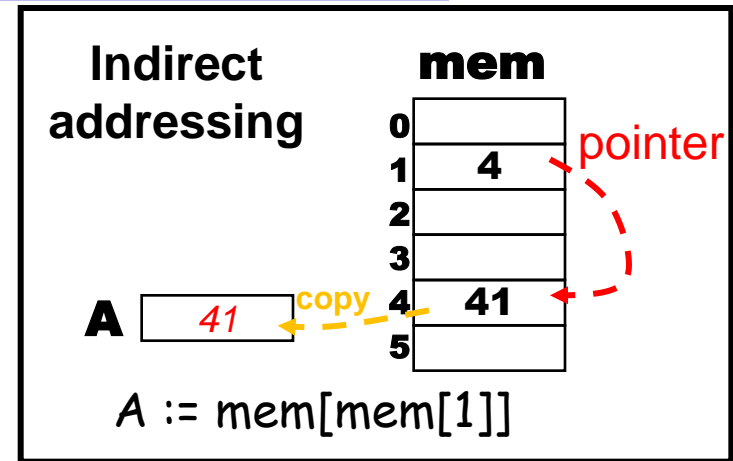 Indirect
addressing
mem
0
1 4
pointer
2
3
A 41 copy 4 41
5
A := mem[mem[1]]